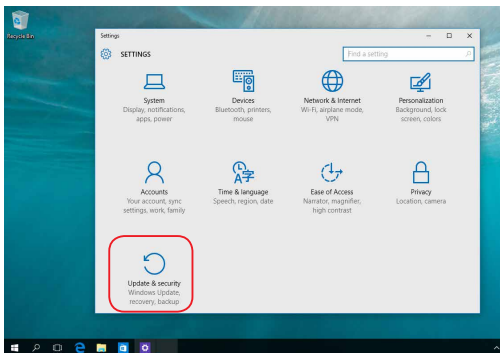 Recycle Bin
Settings
SETTINGS
Find a setting
System
Display, notifications,
apps, power
Devices
Bluetooth, printers,
mouse
Network & Internet
Wi-Fi, airplane mode,
VPN
Personalization
Background, lock
screen, colors
Accounts
Your account, sync
settings, work, family
Time & language
Speech, region, date
Ease of Access
Narrator, magnifier,
high contrast
Privacy
Location, camera
Update & security
Windows Update,
recovery, backup